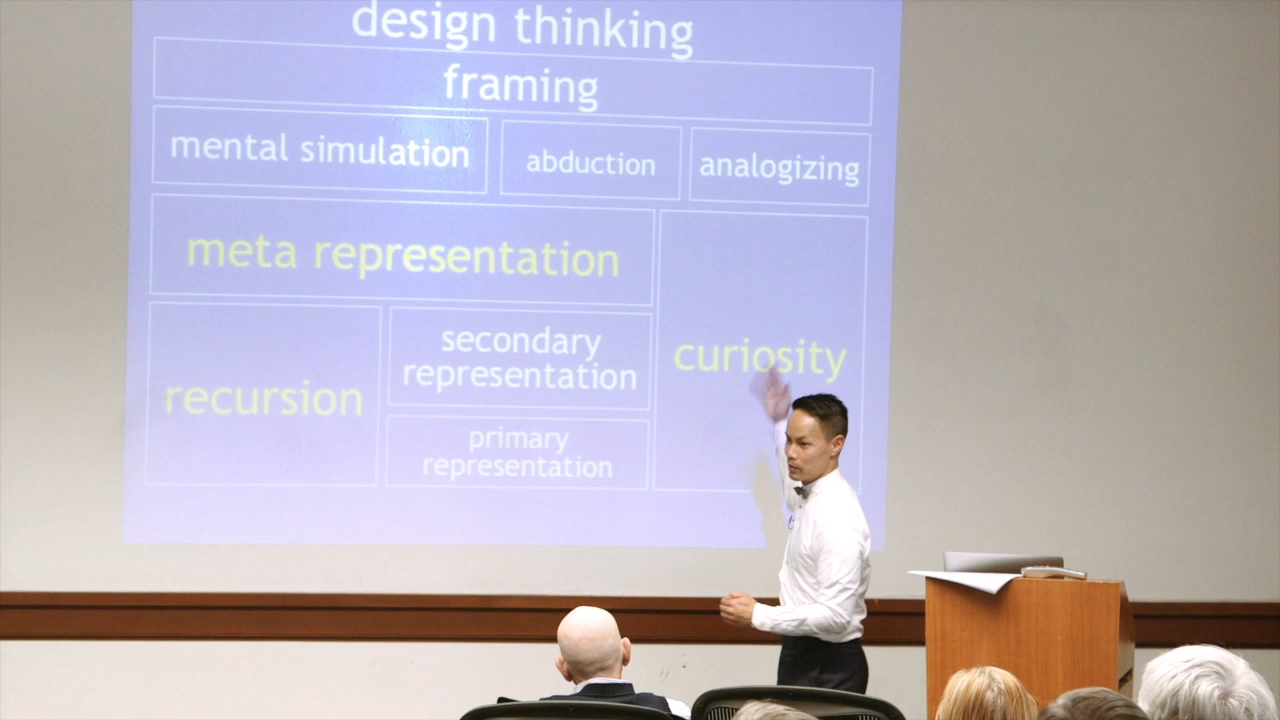 design thinking
framing
mental simulation
abduction
analogizing
meta representation
curiosity
recursion
secondary
representation
primary
representation